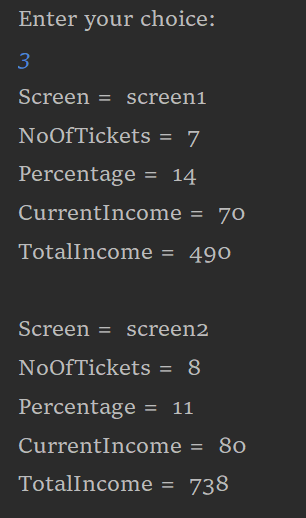 Enter your choice:
3
Screen = screen1
NoOfTickets = 7
Percentage = 14
CurrentIncome = 70
TotalIncome = 490
Screen = screen2
NoOfTickets = 8
Percentage = 11
CurrentIncome = 80
TotalIncome = 738